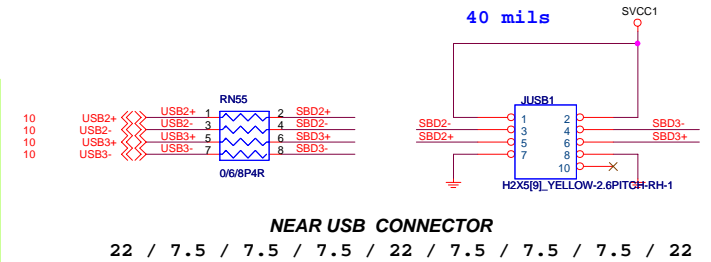 40 mils
SVCC1
RN55
JUSB1
10 USB2+ USB2+ 1 2 SBD2+
10 USB2- USB2- 3 4 SBD2-
10 USB3+ USB3+ 5 6 SBD3+
10 USB3- USB3- 7 8 SBD3-
0/6/8P4R
1 2
SBD2- 3 4 SBD3-
SBD2+ 5 6 SBD3+
7 8
10
H2X5[9]_YELLOW-2.6PITCH-RH-1
NEAR USB CONNECTOR
22 / 7.5 / 7.5 / 7.5 / 22 / 7.5 / 7.5 / 7.5 / 22